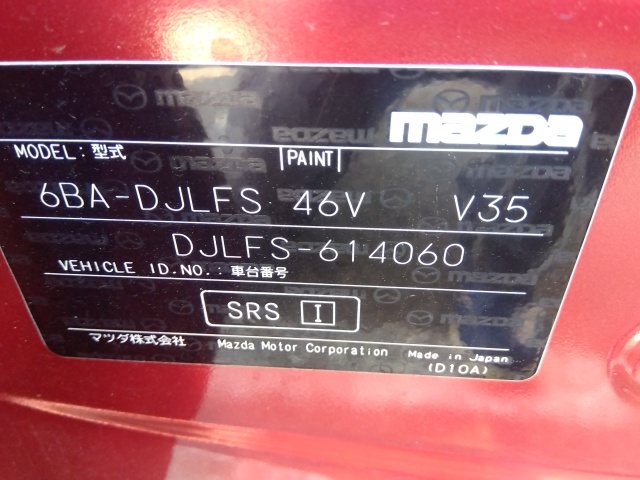 mazda
MODEL: 型式 PAINT
6BA-DJLFS 46V V35
DJLFS-614060
VEHICLE ID.NO.: 車台番号
SRS I
マツダ株式会社 Mazda Motor Corporation Made in Japan
(D10A)